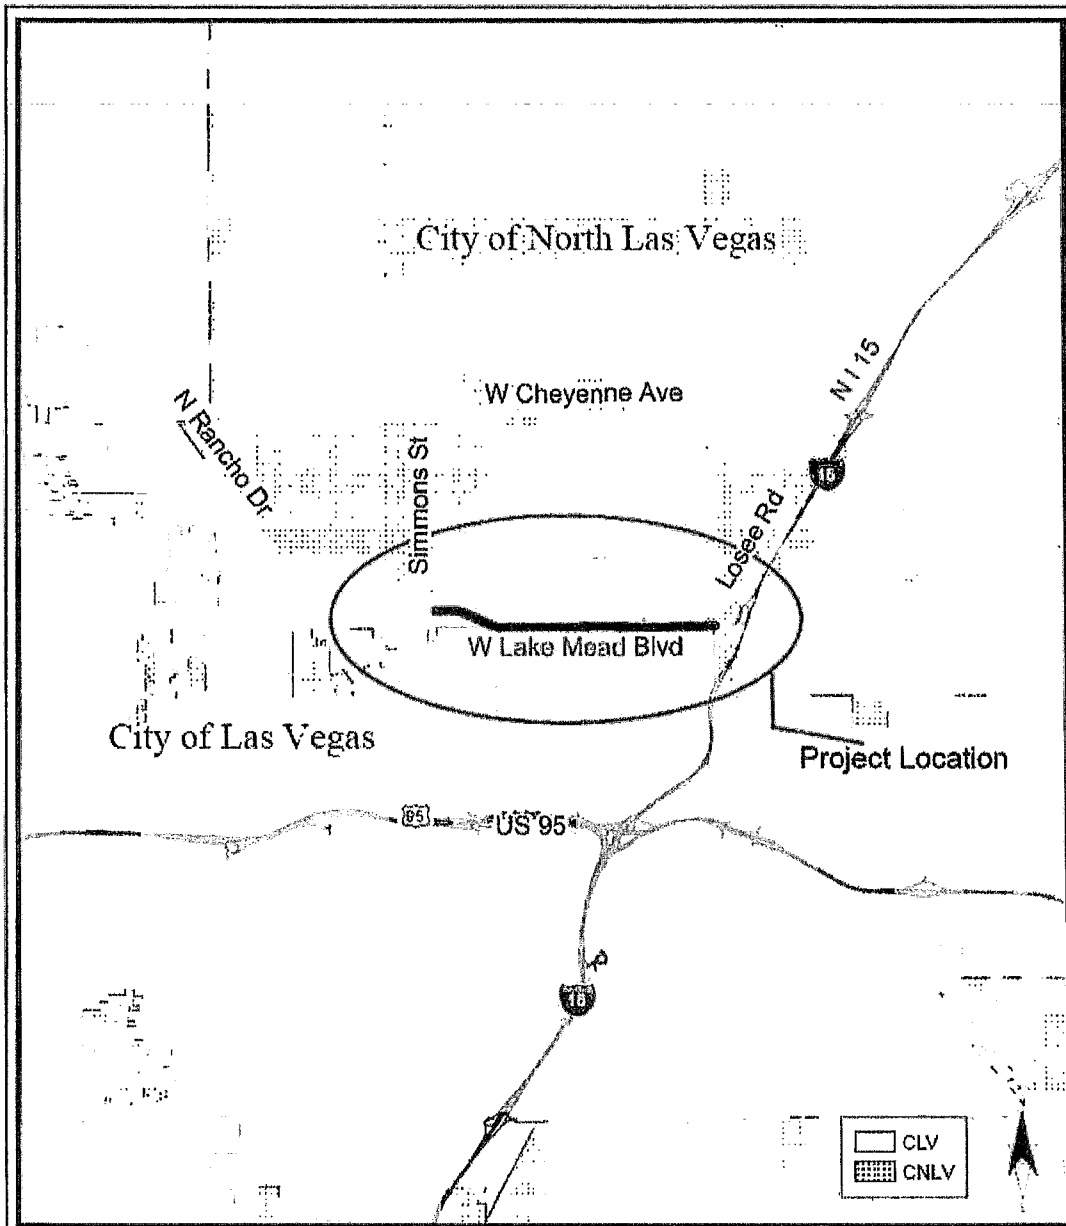 City of North Las Vegas
N I 15
W Cheyenne Ave
N Rancho Dr
Simmons St
15
Losee Rd
W Lake Mead Blvd
City of Las Vegas
Project Location
95
US 95
15
CLV
CNLV